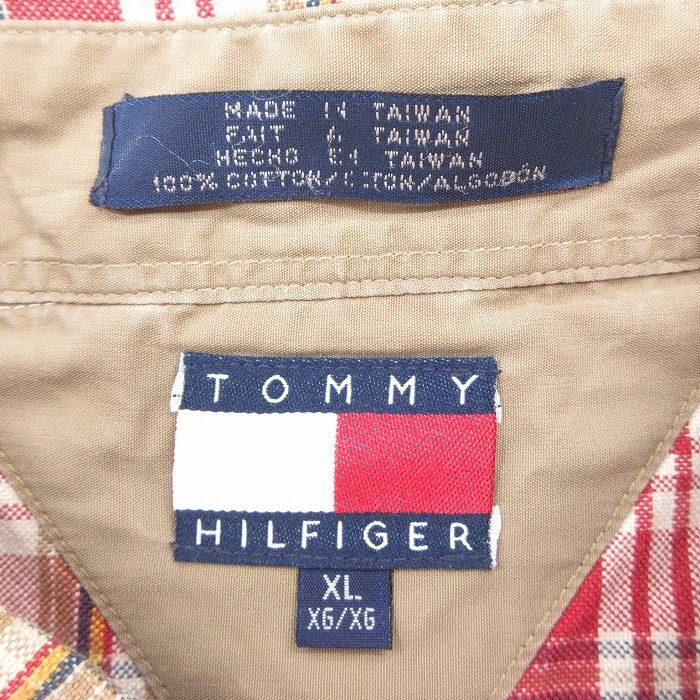 MADE IN TAIWAN
FAIT A TAIWAN
HECHO EN TAIWAN
100% COTTON/COTON/ALGODÓN
TOMMY
HILFIGER
XL
XG/XG